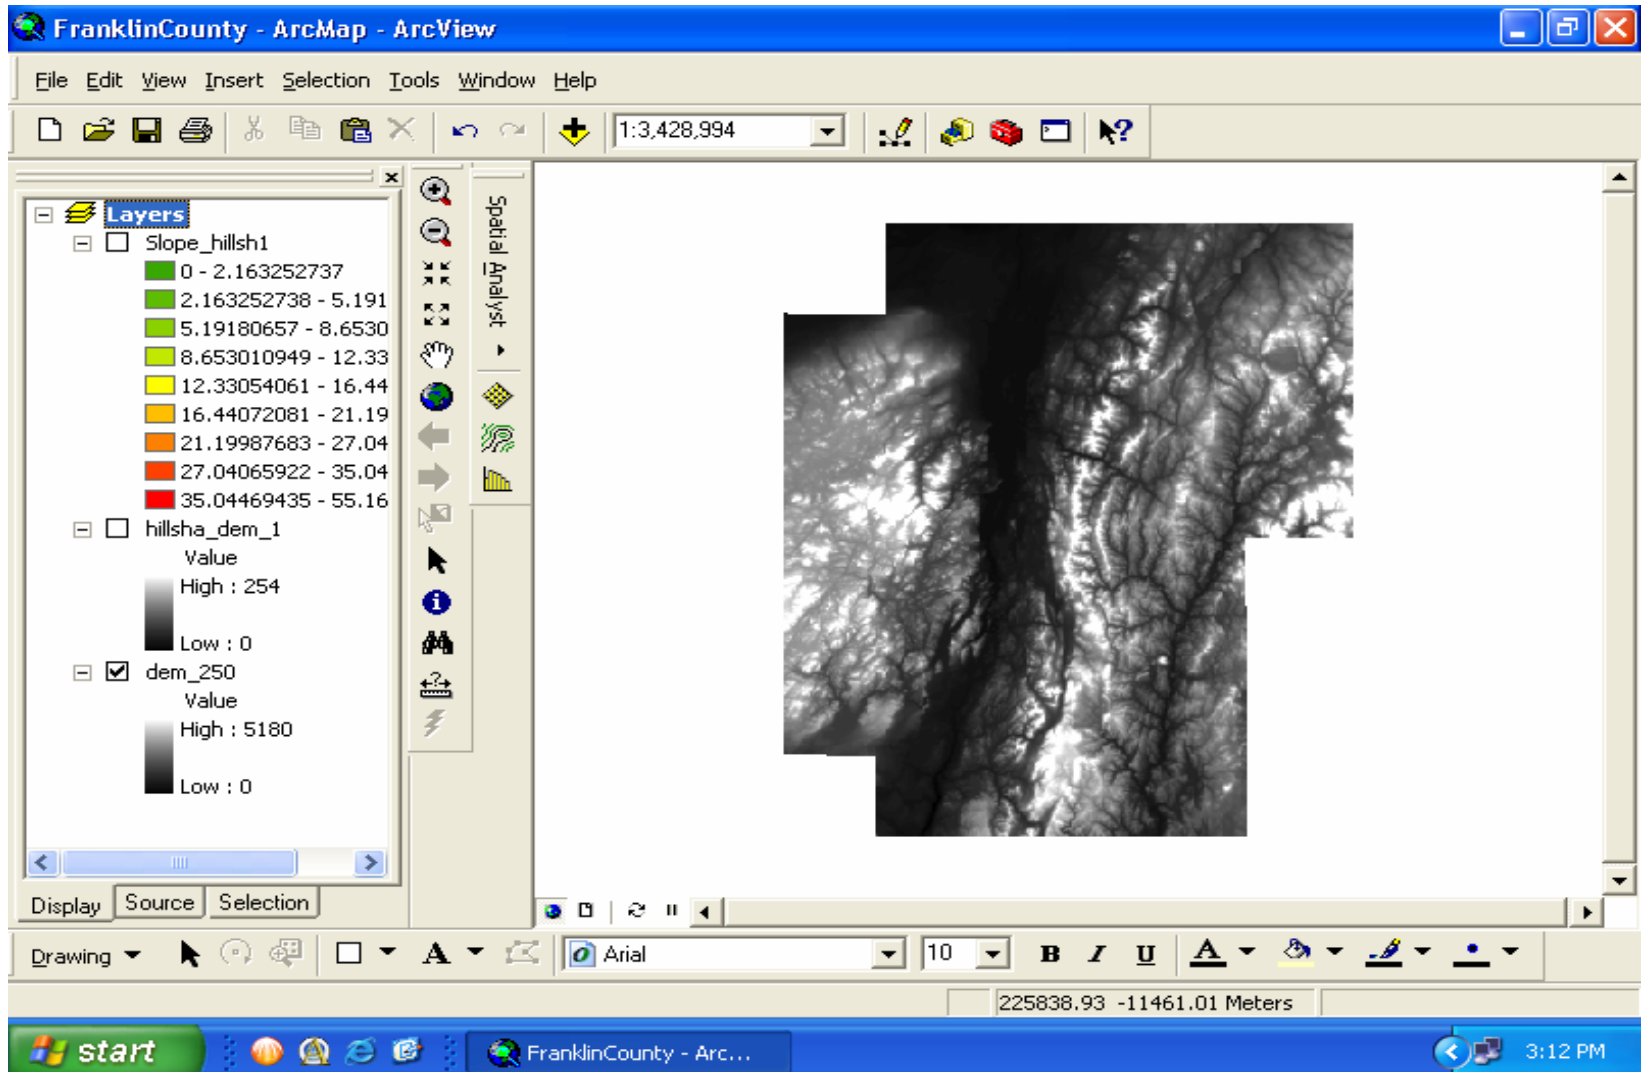 FranklinCounty - ArcMap - ArcView
File Edit View Insert Selection Tools Window Help
1:3,428,994
Layers
Slope_hillsh1
0 - 2.163252737
2.163252738 - 5.191
5.19180657 - 8.6530
8.653010949 - 12.33
12.33054061 - 16.44
16.44072081 - 21.19
21.19987683 - 27.04
27.04065922 - 35.04
35.04469435 - 55.16
hillsha_dem_1
Value
High : 254
Low : 0
dem_250
Value
High : 5180
Low : 0
Display Source Selection
Spatial Analyst
Drawing A Arial 10 B I U A
225838.93 -11461.01 Meters
start FranklinCounty - Arc... 3:12 PM